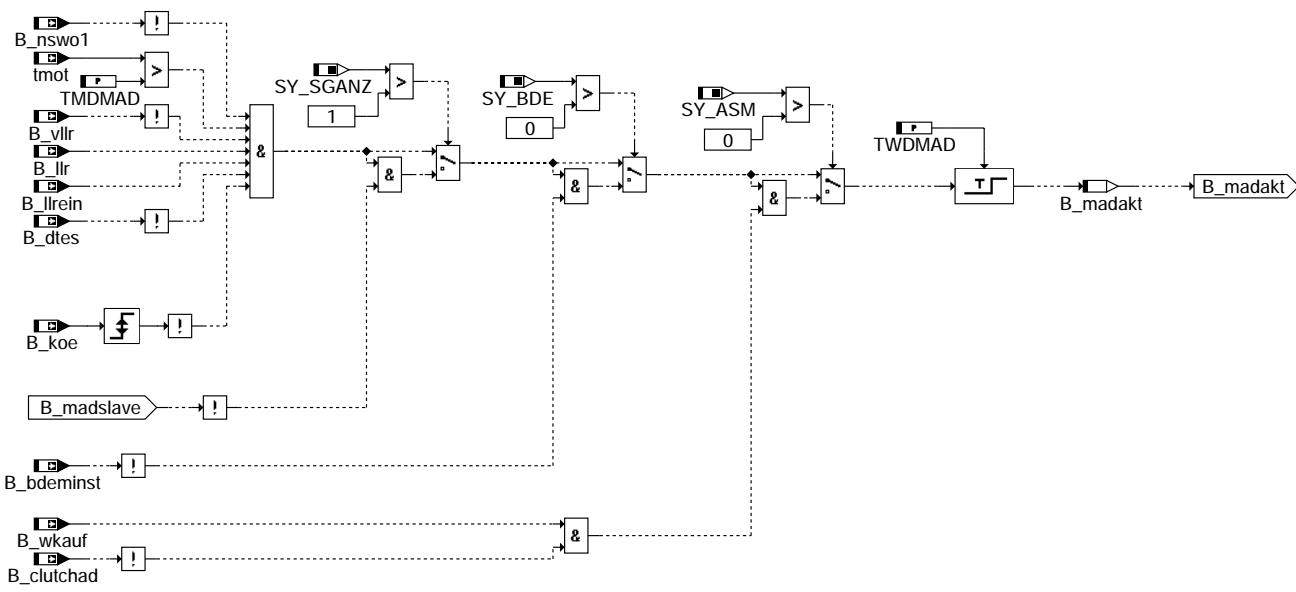 B_nswo1
tmot
TMDMAD
B_vllr
B_llr
B_llrein
B_dtes
B_koe
B_madslave
B_bdeminst
B_wkauf
B_clutchad
!
>
P
!
!
!
!
!
!
&
SY_SGANZ
1
>
&
SY_BDE
0
>
&
SY_ASM
0
>
&
&
P
TWDMAD
T
B_madakt
B_madakt